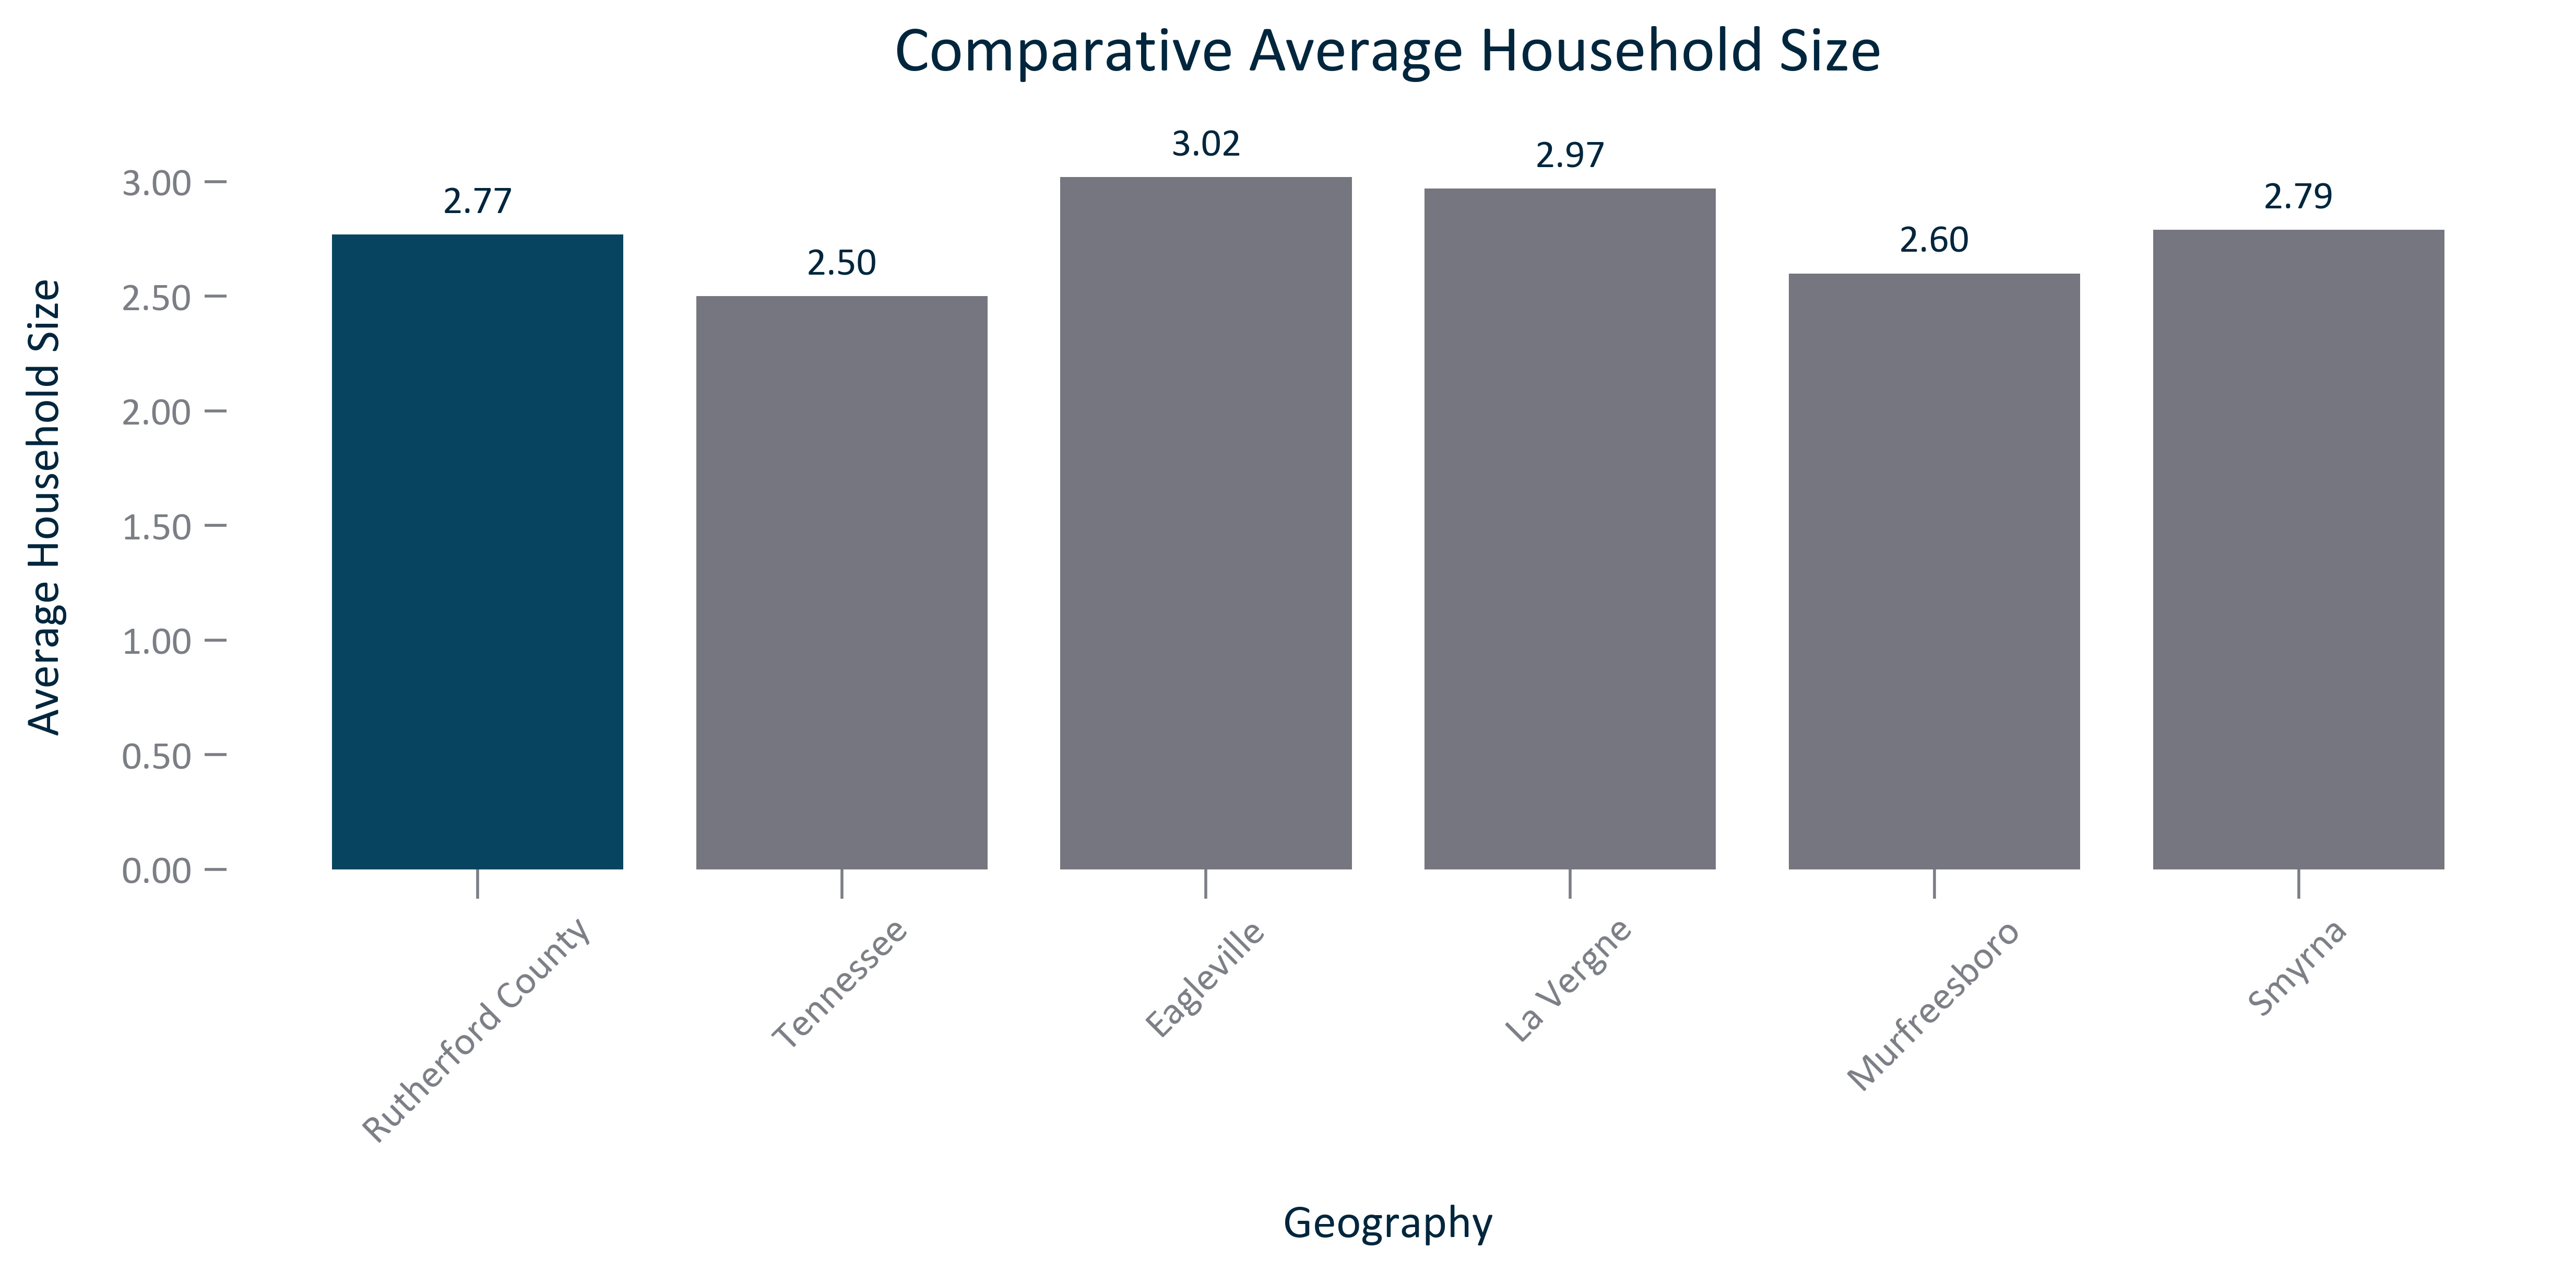 Comparative Average Household Size
Average Household Size
3.00
2.50
2.00
1.50
1.00
0.50
0.00
2.77
2.50
3.02
2.97
2.60
2.79
Rutherford County
Tennessee
Eagleville
La Vergne
Murfreesboro
Smyrna
Geography